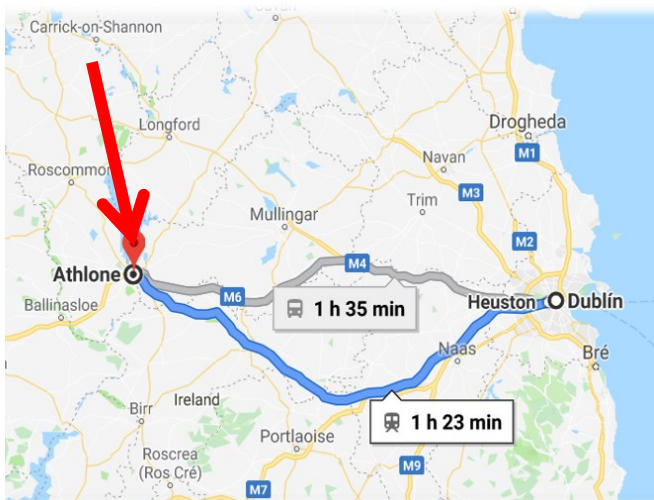 Cavan
Carrick-on-Shannon
Longford
Drogheda
M1
Navan
Roscommon
M3
Trim
Mullingar
M2
M4
Athlone
M6
1 h 35 min
Heuston
Dublín
Ballinasloe
Naas
Bré
Ireland
Birr
1 h 23 min
Portlaoise
Roscrea
(Ros Cré)
M9
M7